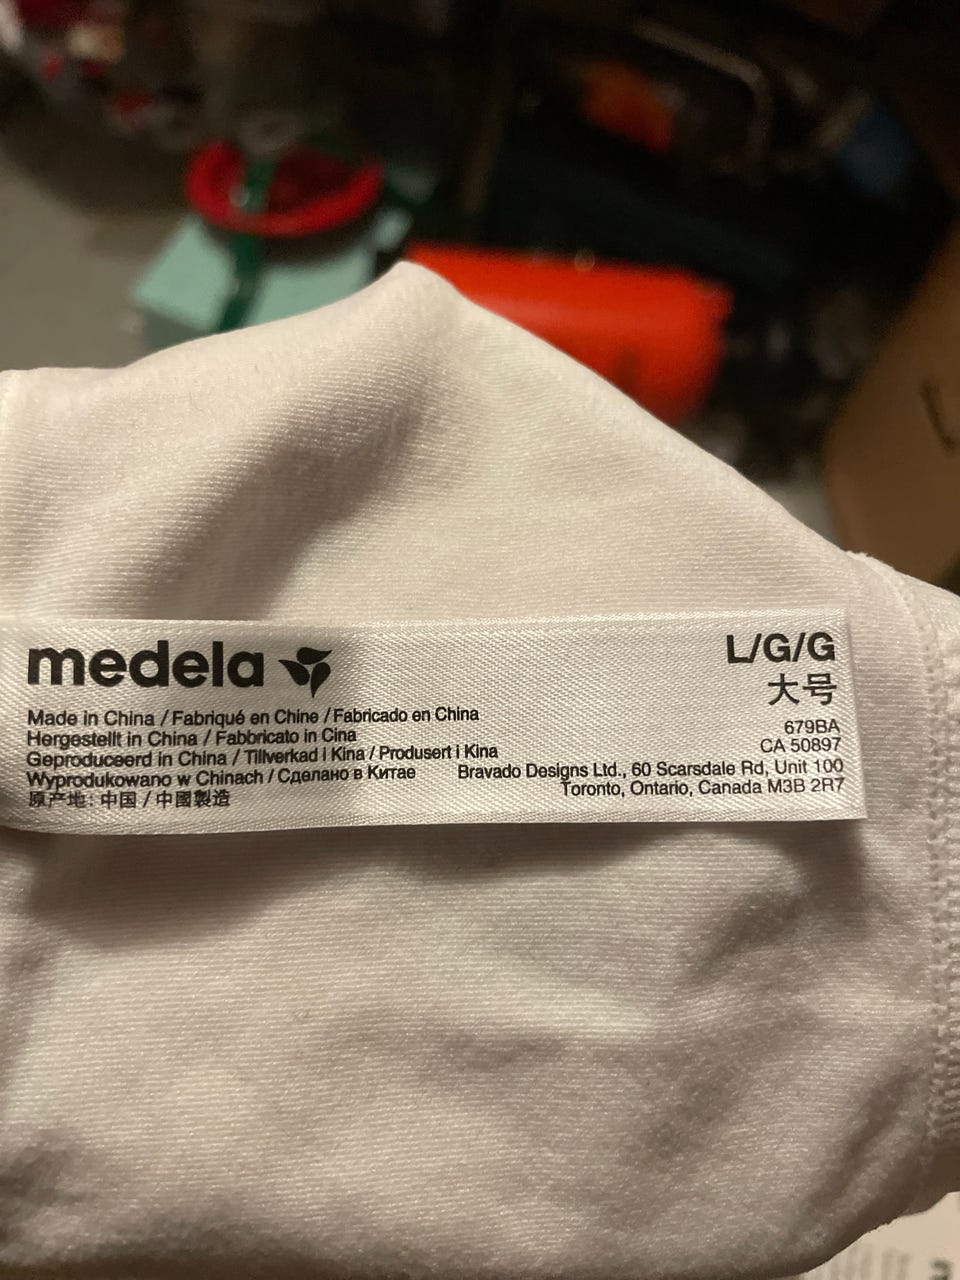 medela
Made in China / Fabriqué en Chine / Fabricado en China
Hergestellt in China / Fabbricato in Cina
Geproduceerd in China / Tillverkad i Kina / Produsert i Kina
Wyprodukowano w Chinach / Сделано в Китае
原产地: 中国 / 中國製造
L/G/G
大号
679BA
CA 50897
Bravado Designs Ltd., 60 Scarsdale Rd, Unit 100
Toronto, Ontario, Canada M3B 2R7